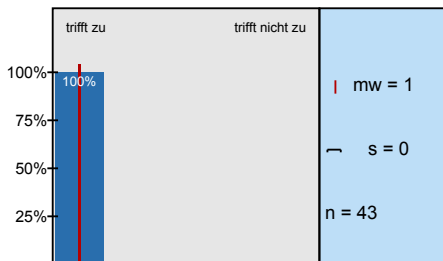 trifft zu trifft nicht zu
100%
100%
75%
50%
25%
mw = 1
s = 0
n = 43